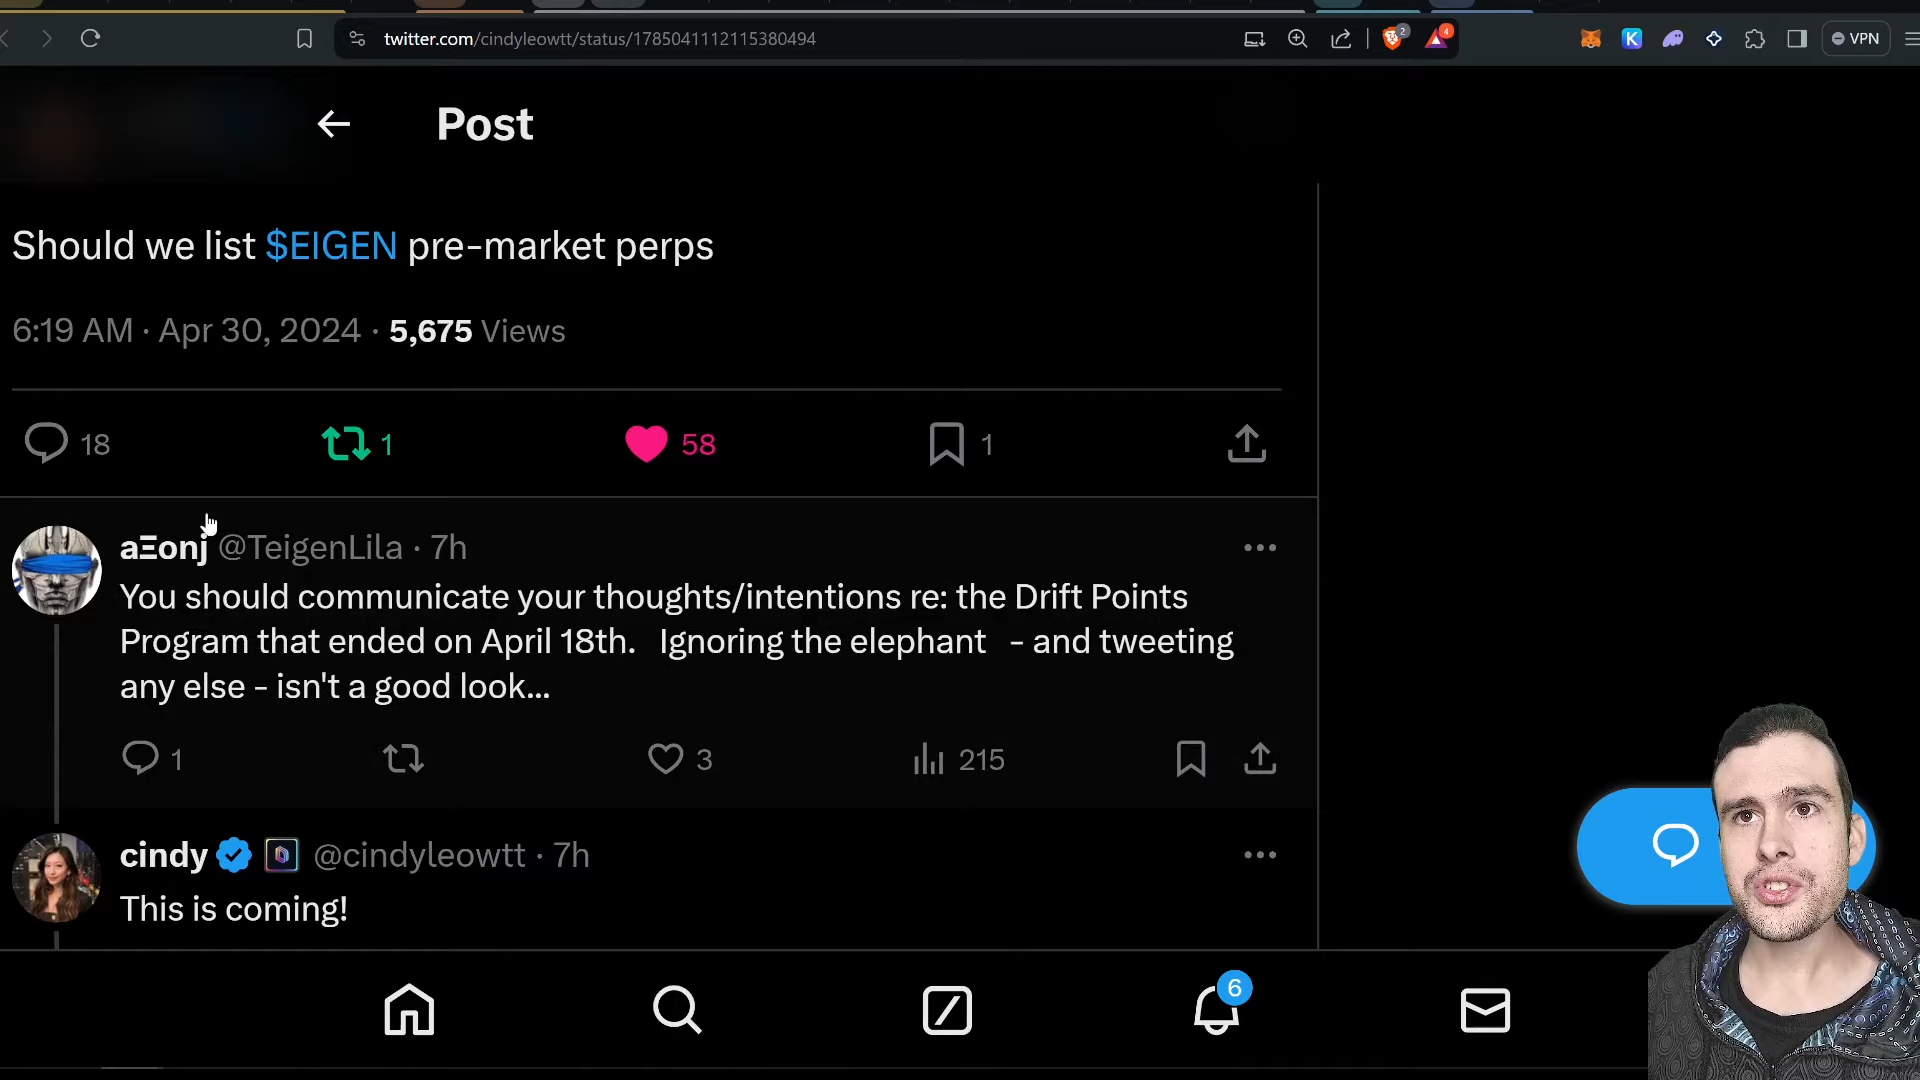 twitter.com/cindyleowtt/status/1785041112115380494
2
4
K
VPN
Post
Should we list $EIGEN pre-market perps
6:19 AM · Apr 30, 2024 · 5,675 Views
18
1
58
1
aΞonj @TeigenLila · 7h
You should communicate your thoughts/intentions re: the Drift Points
Program that ended on April 18th. Ignoring the elephant - and tweeting
any else - isn't a good look...
1
3
215
cindy @cindyleowtt · 7h
This is coming!
6